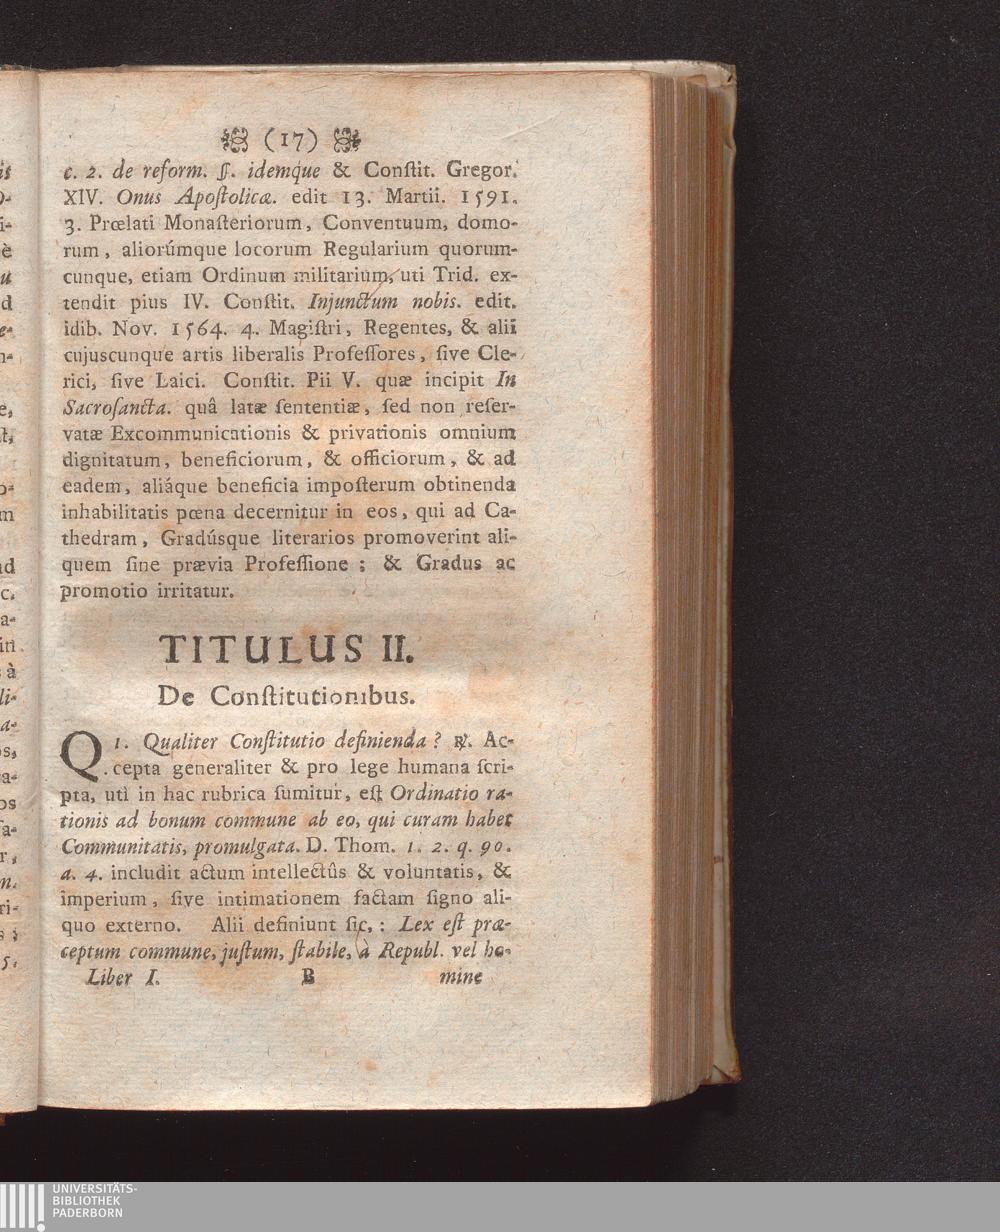 (17)
c. 2. de reform. §. idemque & Conſtit. Gregor.
XIV. Onus Apoſtolicæ. edit 13. Martii. 1591.
3. Prœlati Monaſteriorum, Conventuum, domo-
rum, aliorúmque locorum Regularium quorum-
cunque, etiam Ordinum militarium, uti Trid. ex-
tendit pius IV. Conſtit. Injunctum nobis. edit.
idib. Nov. 1564. 4. Magiſtri, Regentes, & alii
cujuscunque artis liberalis Profeſſores, ſive Cle-
rici, ſive Laici. Conſtit. Pii V. quæ incipit In
Sacroſancta. quâ latæ ſententiæ, ſed non reſer-
vatæ Excommunicationis & privationis omnium
dignitatum, beneficiorum, & officiorum, & ad
eadem, aliáque beneficia impoſterum obtinenda
inhabilitatis pœna decernitur in eos, qui ad Ca-
thedram, Gradúsque literarios promoverint ali-
quem ſine prævia Profeſſione; & Gradus ac
promotio irritatur.
TITULUS II.
De Conſtitutionibus.
Q 1. Qualiter Conſtitutio definienda? ℟. Ac-
cepta generaliter & pro lege humana ſcri-
pta, uti in hac rubrica ſumitur, eſt Ordinatio ra-
tionis ad bonum commune ab eo, qui curam habet
Communitatis, promulgata. D. Thom. 1. 2. q. 90.
a. 4. includit actum intellectûs & voluntatis, &
imperium, ſive intimationem factam ſigno ali-
quo externo. Alii definiunt ſic,: Lex eſt præ-
ceptum commune, juſtum, ſtabile, à Republ. vel ho-
Liber I. B mine
UNIVERSITÄTS-
BIBLIOTHEK
PADERBORN